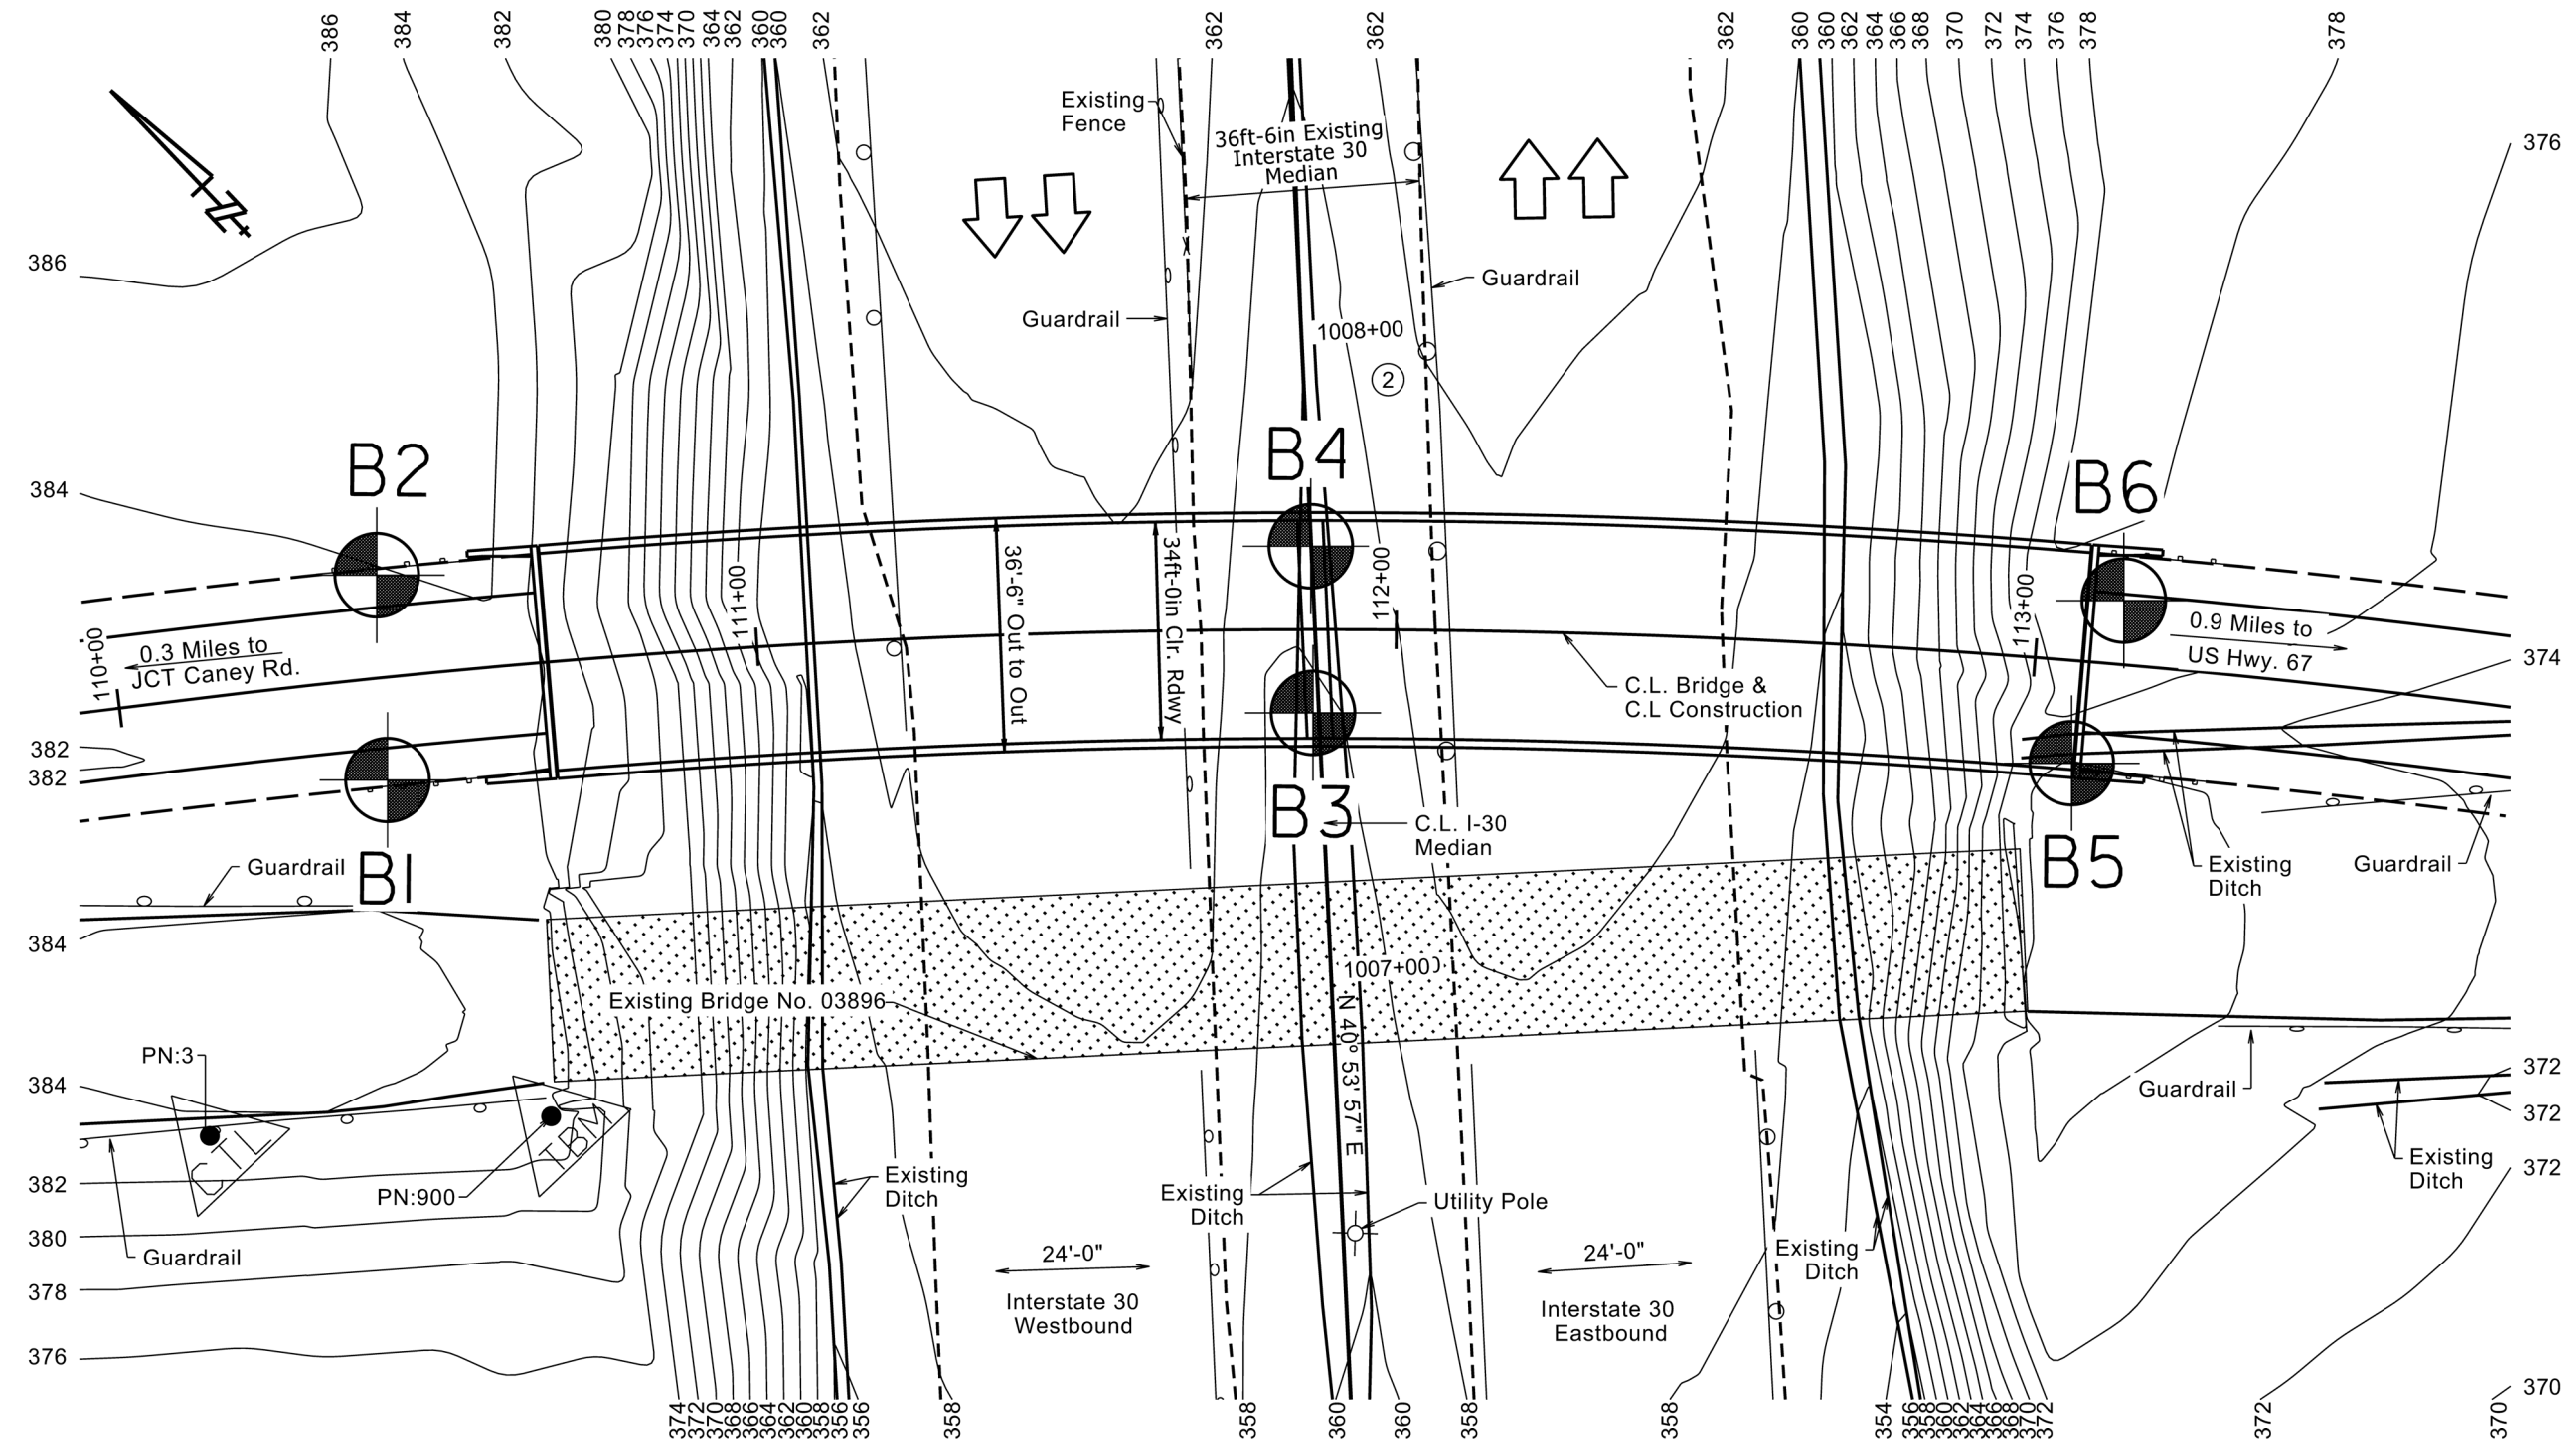 386
384
382
380
378
376
374
370
364
362
360
360
362
362
362
362
360
360
362
364
366
368
370
372
374
376
378
378
376
Existing
Fence
36ft-6in Existing
Interstate 30
Median
386
Guardrail
Guardrail
1008+00
2
B2
B4
B6
384
36'-6" Out to Out
34ft-0in Clr. Rdwy
110+00
111+00
112+00
113+00
0.3 Miles to
JCT Caney Rd.
0.9 Miles to
US Hwy. 67
374
C.L. Bridge &
C.L Construction
382
382
B1
B3
C.L. I-30
Median
B5
Guardrail
Existing
Ditch
Guardrail
384
1007+00
Existing Bridge No. 03896
N 40° 53' 57" E
PN:3
384
CTL
TBM
PN:900
Guardrail
372
372
372
Existing
Ditch
382
380
378
376
Guardrail
Existing
Ditch
Existing
Ditch
Utility Pole
Existing
Ditch
24'-0"
Interstate 30
Westbound
24'-0"
Interstate 30
Eastbound
370
374
372
370
368
366
364
362
360
358
356
356
358
358
360
360
358
358
354
356
358
360
362
364
366
368
370
372
372
370